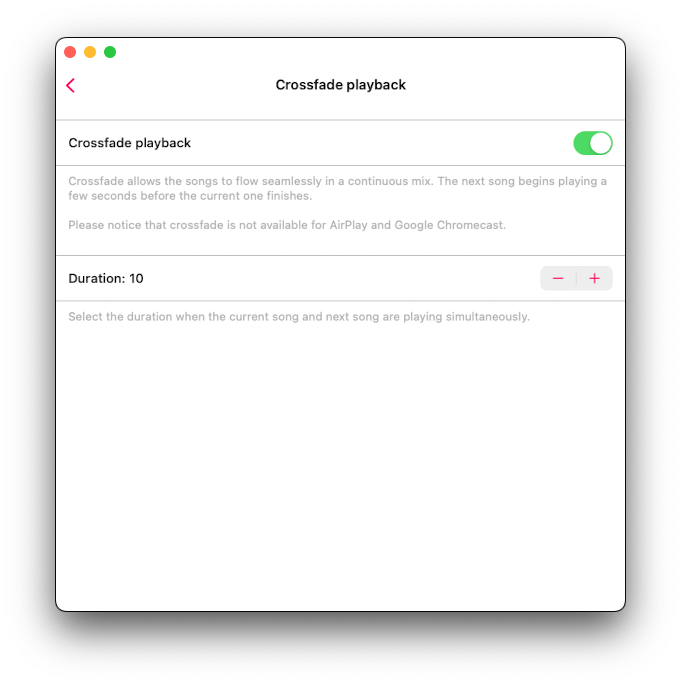 Crossfade playback
Crossfade playback
Crossfade allows the songs to flow seamlessly in a continuous mix. The next song begins playing a
few seconds before the current one finishes.
Please notice that crossfade is not available for AirPlay and Google Chromecast.
Duration: 10
Select the duration when the current song and next song are playing simultaneously.